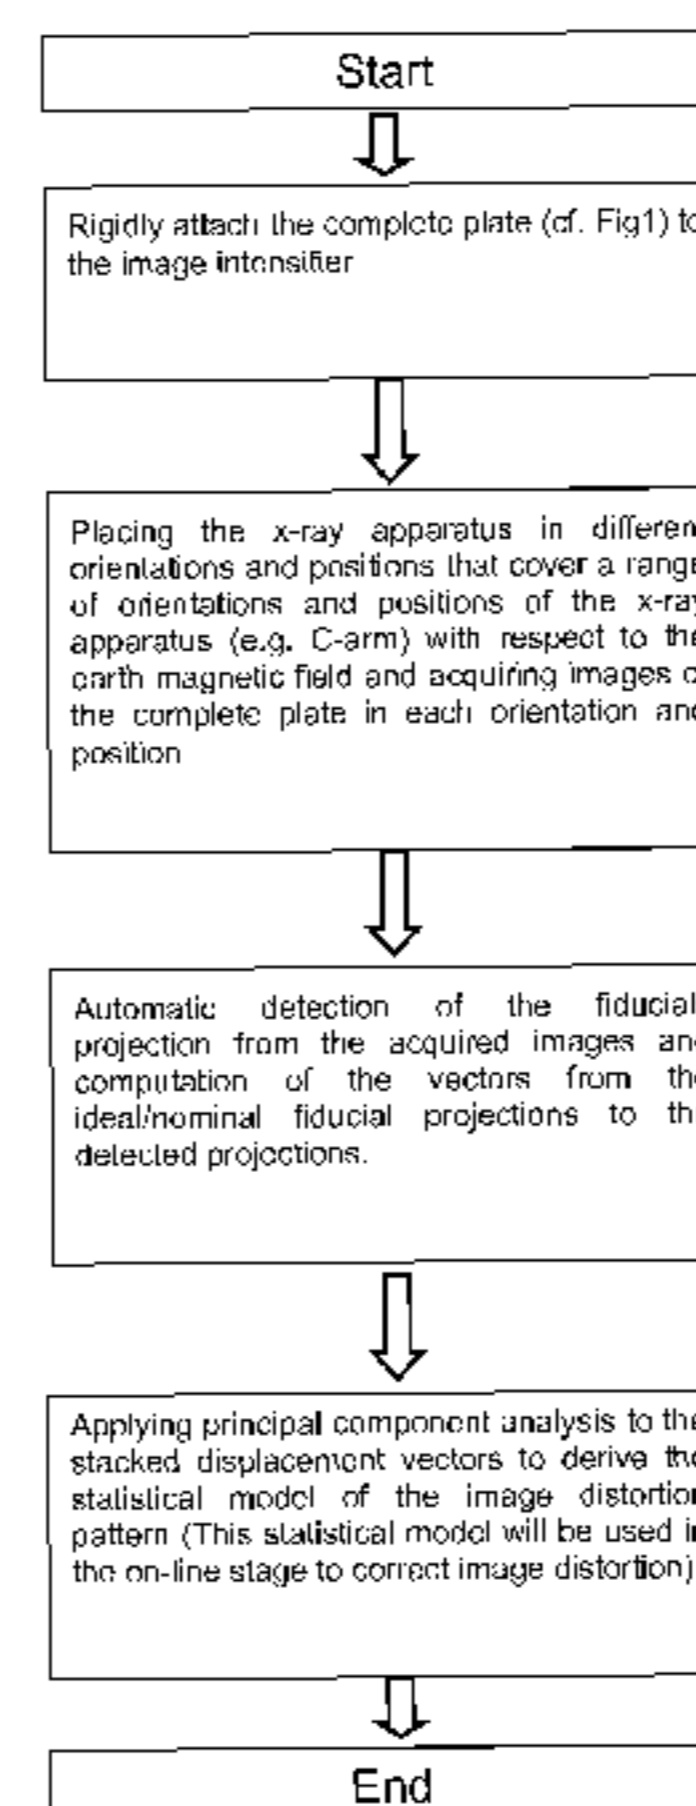 Start
Rigidly attach the complete plate (cf. Fig1) to
the image intensifier
Placing the x-ray apparatus in differen
orientations and positions that cover a range
of orientations and positions of the x-ray
apparatus (e.g. C-arm) with respect to the
earth magnetic field and acquiring images o
the complete plate in each orientation and
position
Automatic detection of the fiducial
projection from the acquired images an
computation of the vectors from th
ideal/nominal fiducial projections to th
detected projections.
Applying principal component analysis to the
stacked displacement vectors to derive the
statistical model of the image distortion
pattern (This statistical model will be used i
the on-line stage to correct image distortion)
End